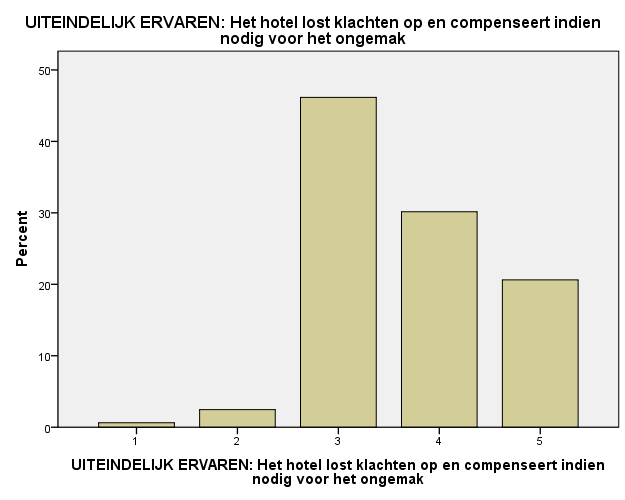 UITEINDELIJK ERVAREN: Het hotel lost klachten op en compenseert indien
nodig voor het ongemak
50
40
30
20
10
0
Percent
1 2 3 4 5
UITEINDELIJK ERVAREN: Het hotel lost klachten op en compenseert indien
nodig voor het ongemak